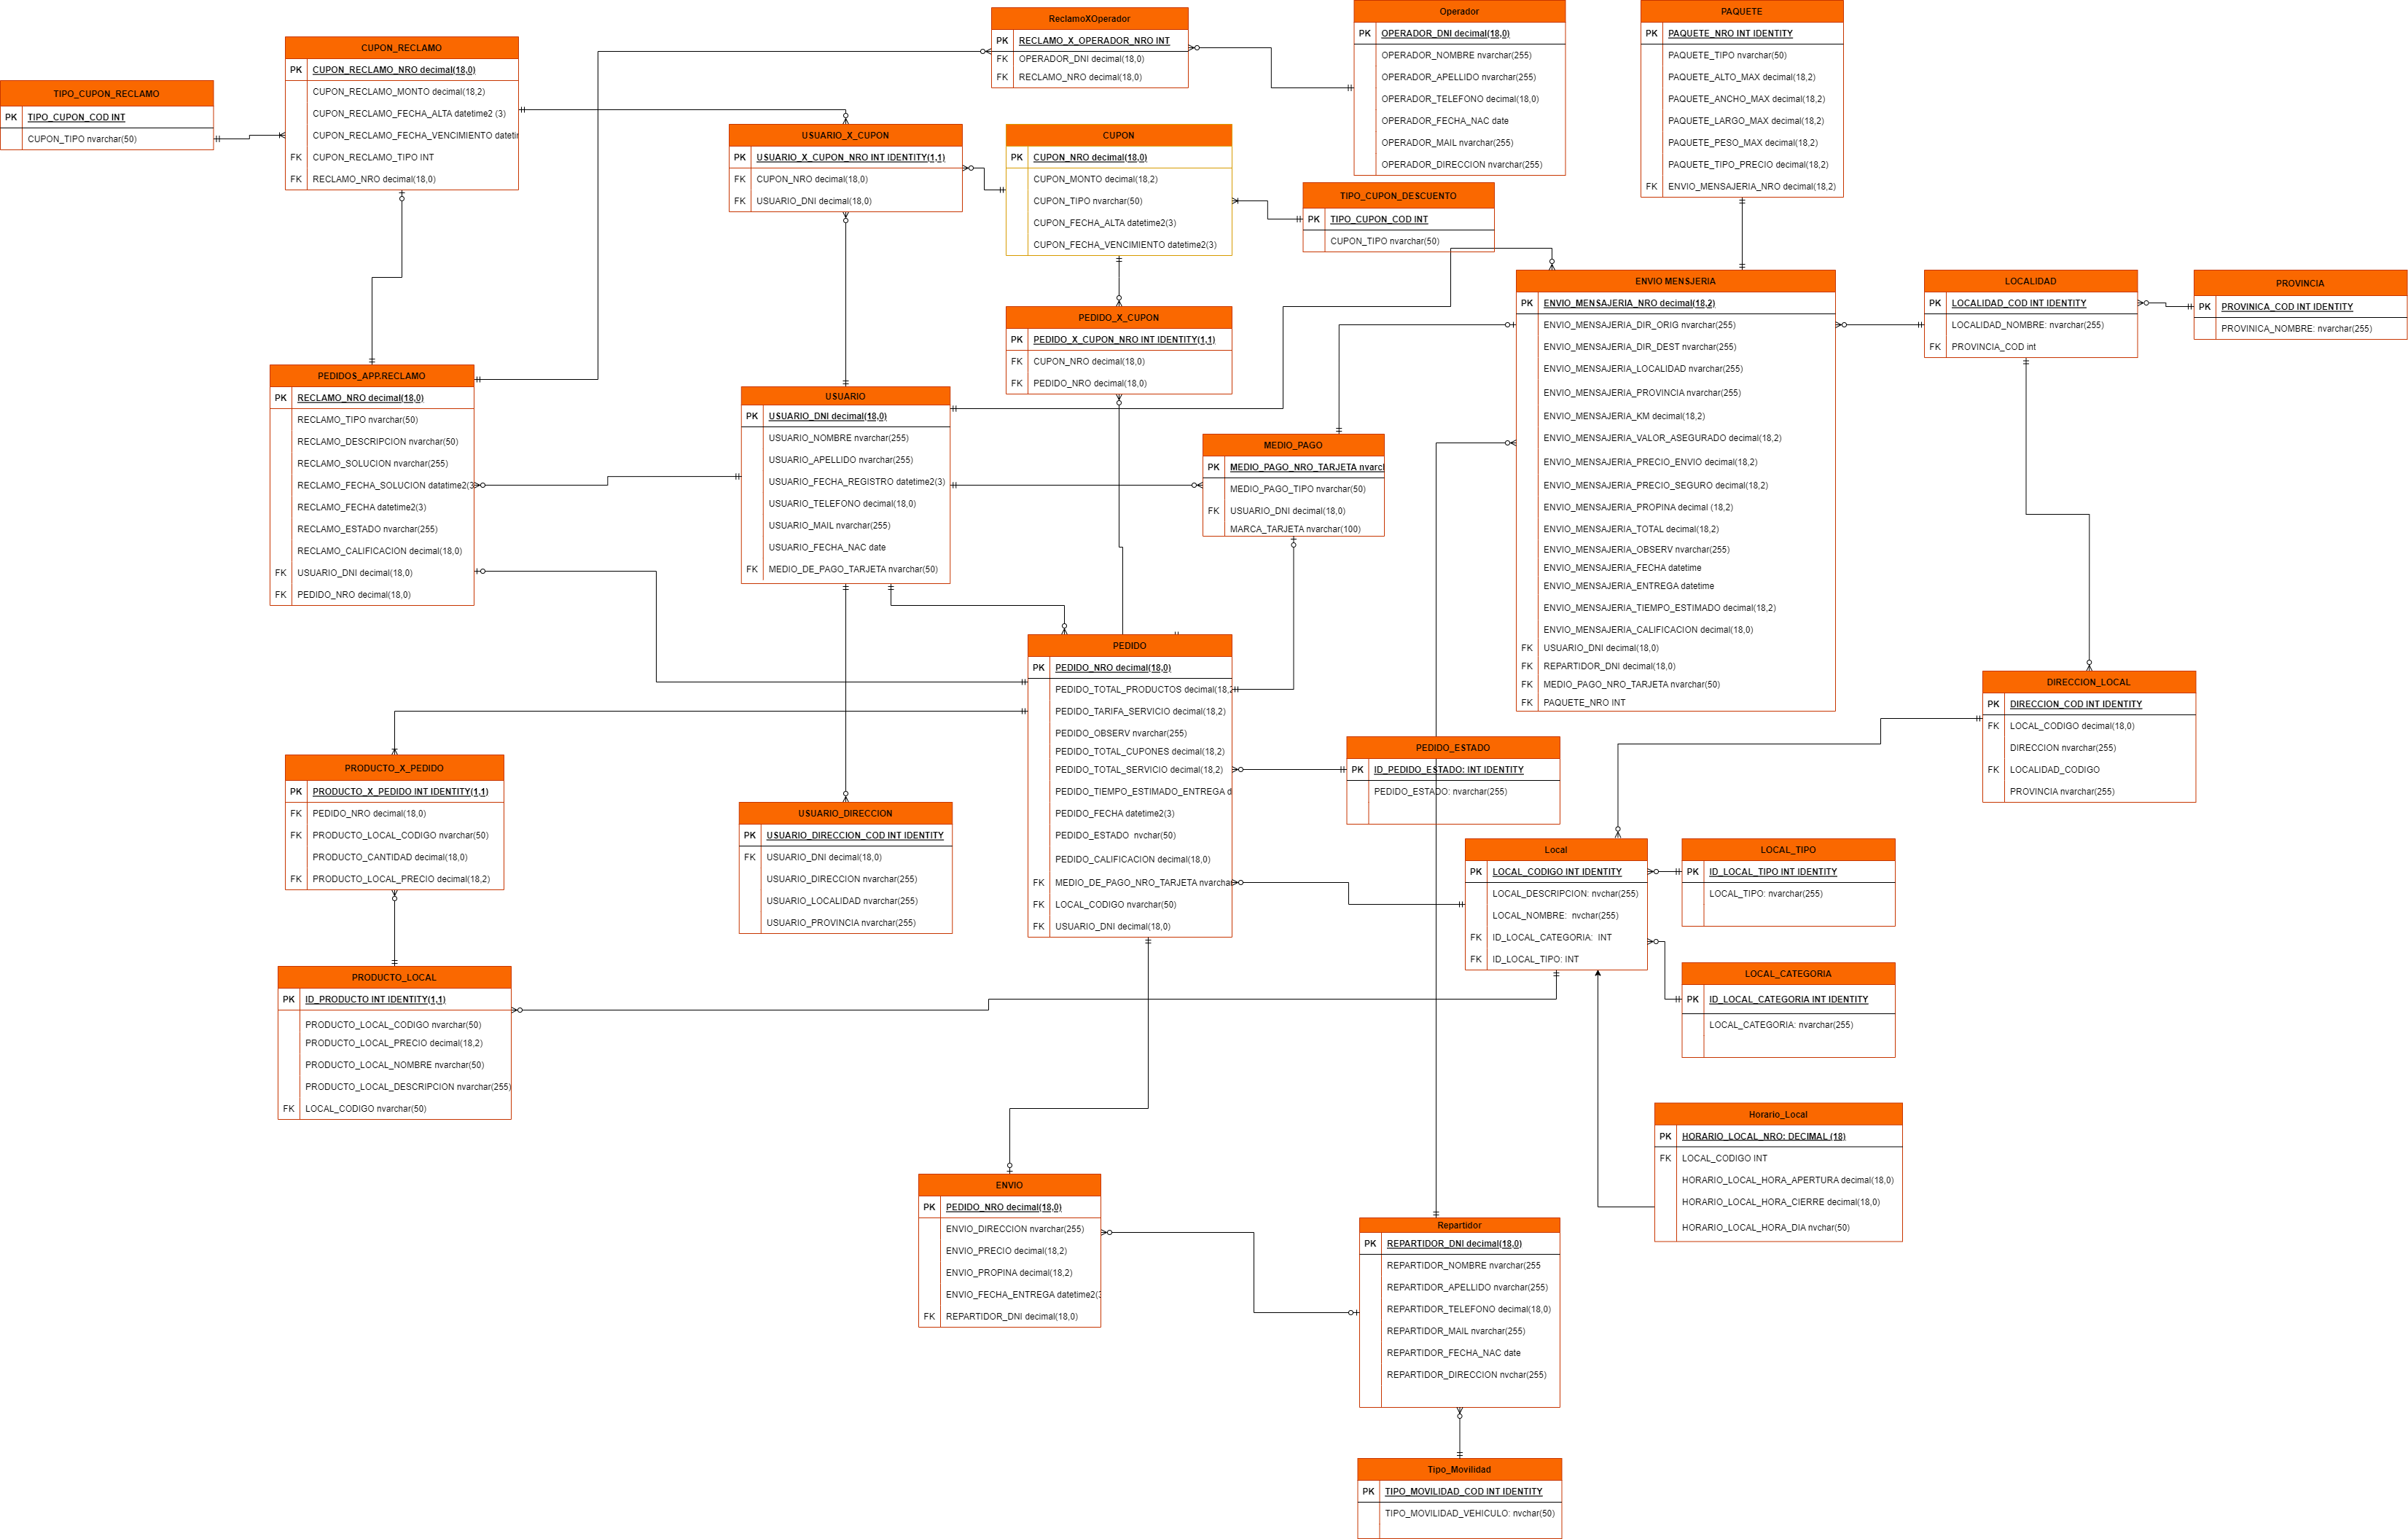 TIPO_CUPON_RECLAMO
PK TIPO_CUPON_COD INT
CUPON_TIPO nvarchar(50)
CUPON_RECLAMO
PK CUPON_RECLAMO_NRO decimal(18,0)
CUPON_RECLAMO_MONTO decimal(18,2)
CUPON_RECLAMO_FECHA_ALTA datetime2 (3)
CUPON_RECLAMO_FECHA_VENCIMIENTO datetir
FK CUPON_RECLAMO_TIPO INT
FK RECLAMO_NRO decimal(18,0)
ReclamoXOperador
PK RECLAMO_X_OPERADOR_NRO INT
FK OPERADOR_DNI decimal(18,0)
FK RECLAMO_NRO decimal(18,0)
Operador
PK OPERADOR_DNI decimal(18,0)
OPERADOR_NOMBRE nvarchar(255)
OPERADOR_APELLIDO nvarchar(255)
OPERADOR_TELEFONO decimal(18,0)
OPERADOR_FECHA_NAC date
OPERADOR_MAIL nvarchar(255)
OPERADOR_DIRECCION nvarchar(255)
PAQUETE
PK PAQUETE_NRO INT IDENTITY
PAQUETE_TIPO nvarchar(50)
PAQUETE_ALTO_MAX decimal(18,2)
PAQUETE_ANCHO_MAX decimal(18,2)
PAQUETE_LARGO_MAX decimal(18,2)
PAQUETE_PESO_MAX decimal(18,2)
PAQUETE_TIPO_PRECIO decimal(18,2)
FK ENVIO_MENSAJERIA_NRO decimal(18,2)
USUARIO_X_CUPON
PK USUARIO_X_CUPON_NRO INT IDENTITY(1,1)
FK CUPON_NRO decimal(18,0)
FK USUARIO_DNI decimal(18,0)
CUPON
PK CUPON_NRO decimal(18,0)
CUPON_MONTO decimal(18,2)
CUPON_TIPO nvarchar(50)
CUPON_FECHA_ALTA datetime2(3)
CUPON_FECHA_VENCIMIENTO datetime2(3)
TIPO_CUPON_DESCUENTO
PK TIPO_CUPON_COD INT
CUPON_TIPO nvarchar(50)
PEDIDO_X_CUPON
PK PEDIDO_X_CUPON_NRO INT IDENTITY(1,1)
FK CUPON_NRO decimal(18,0)
FK PEDIDO_NRO decimal(18,0)
ENVIO MENSJERIA
PK ENVIO_MENSAJERIA_NRO decimal(18,2)
ENVIO_MENSAJERIA_DIR_ORIG nvarchar(255)
ENVIO_MENSAJERIA_DIR_DEST nvarchar(255)
ENVIO_MENSAJERIA_LOCALIDAD nvarchar(255)
ENVIO_MENSAJERIA_PROVINCIA nvarchar(255)
ENVIO_MENSAJERIA_KM decimal(18,2)
ENVIO_MENSAJERIA_VALOR_ASEGURADO decimal(18,2)
ENVIO_MENSAJERIA_PRECIO_ENVIO decimal(18,2)
ENVIO_MENSAJERIA_PRECIO_SEGURO decimal(18,2)
ENVIO_MENSAJERIA_PROPINA decimal (18,2)
ENVIO_MENSAJERIA_TOTAL decimal(18,2)
ENVIO_MENSAJERIA_OBSERV nvarchar(255)
ENVIO_MENSAJERIA_FECHA datetime
ENVIO_MENSAJERIA_ENTREGA datetime
ENVIO_MENSAJERIA_TIEMPO_ESTIMADO decimal(18,2)
ENVIO_MENSAJERIA_CALIFICACION decimal(18,0)
FK USUARIO_DNI decimal(18,0)
FK REPARTIDOR_DNI decimal(18,0)
FK MEDIO_PAGO_NRO_TARJETA nvarchar(50)
FK PAQUETE_NRO INT
LOCALIDAD
PK LOCALIDAD_COD INT IDENTITY
LOCALIDAD_NOMBRE: nvarchar(255)
FK PROVINCIA_COD int
PROVINCIA
PK PROVINICA_COD INT IDENTITY
PROVINICA_NOMBRE: nvarchar(255)
PEDIDOS_APP.RECLAMO
PK RECLAMO_NRO decimal(18,0)
RECLAMO_TIPO nvarchar(50)
RECLAMO_DESCRIPCION nvarchar(50)
RECLAMO_SOLUCION nvarchar(255)
RECLAMO_FECHA_SOLUCION datatime2(3
RECLAMO_FECHA datetime2(3)
RECLAMO_ESTADO nvarchar(255)
RECLAMO_CALIFICACION decimal(18,0)
FK USUARIO_DNI decimal(18,0)
FK PEDIDO_NRO decimal(18,0)
USUARIO
PK USUARIO_DNI decimal(18,0)
USUARIO_NOMBRE nvarchar(255)
USUARIO_APELLIDO nvarchar(255)
USUARIO_FECHA_REGISTRO datetime2(3)
USUARIO_TELEFONO decimal(18,0)
USUARIO_MAIL nvarchar(255)
USUARIO_FECHA_NAC date
FK MEDIO_DE_PAGO_TARJETA nvarchar(50)
MEDIO_PAGO
PK MEDIO_PAGO_NRO_TARJETA nvarcl
MEDIO_PAGO_TIPO nvarchar(50)
FK USUARIO_DNI decimal(18,0)
MARCA_TARJETA nvarchar(100)
PEDIDO
PK PEDIDO_NRO decimal(18,0)
PEDIDO_TOTAL_PRODUCTOS decimal(18,2
PEDIDO_TARIFA_SERVICIO decimal(18,2)
PEDIDO_OBSERV nvarchar(255)
PEDIDO_TOTAL_CUPONES decimal(18,2)
PEDIDO_TOTAL_SERVICIO decimal(18,2)
PEDIDO_TIEMPO_ESTIMADO_ENTREGA d
PEDIDO_FECHA datetime2(3)
PEDIDO_ESTADO nvchar(50)
PEDIDO_CALIFICACION decimal(18,0)
FK MEDIO_DE_PAGO_NRO_TARJETA nvarcha
FK LOCAL_CODIGO nvarchar(50)
FK USUARIO_DNI decimal(18,0)
DIRECCION_LOCAL
PK DIRECCION_COD INT IDENTITY
FK LOCAL_CODIGO decimal(18,0)
DIRECCION nvarchar(255)
FK LOCALIDAD_CODIGO
PROVINCIA nvarchar(255)
PEDIDO_ESTADO
PK ID_PEDIDO_ESTADO: INT IDENTITY
PEDIDO_ESTADO: nvarchar(255)
PRODUCTO_X_PEDIDO
PK PRODUCTO_X_PEDIDO INT IDENTITY(1,1)
FK PEDIDO_NRO decimal(18,0)
FK PRODUCTO_LOCAL_CODIGO nvarchar(50)
PRODUCTO_CANTIDAD decimal(18,0)
FK PRODUCTO_LOCAL_PRECIO decimal(18,2)
USUARIO_DIRECCION
PK USUARIO_DIRECCION_COD INT IDENTITY
FK USUARIO_DNI decimal(18,0)
USUARIO_DIRECCION nvarchar(255)
USUARIO_LOCALIDAD nvarchar(255)
USUARIO_PROVINCIA nvarchar(255)
Local
PK LOCAL_CODIGO INT IDENTITY
LOCAL_DESCRIPCION: nvchar(255)
LOCAL_NOMBRE: nvchar(255)
FK ID_LOCAL_CATEGORIA: INT
FK ID_LOCAL_TIPO: INT
LOCAL_TIPO
PK ID_LOCAL_TIPO INT IDENTITY
LOCAL_TIPO: nvarchar(255)
LOCAL_CATEGORIA
PK ID_LOCAL_CATEGORIA INT IDENTITY
LOCAL_CATEGORIA: nvarchar(255)
PRODUCTO_LOCAL
PK ID_PRODUCTO INT IDENTITY(1,1)
PRODUCTO_LOCAL_CODIGO nvarchar(50)
PRODUCTO_LOCAL_PRECIO decimal(18,2)
PRODUCTO_LOCAL_NOMBRE nvarchar(50)
PRODUCTO_LOCAL_DESCRIPCION nvarchar(255)
FK LOCAL_CODIGO nvarchar(50)
Horario_Local
PK HORARIO_LOCAL_NRO: DECIMAL (18)
FK LOCAL_CODIGO INT
HORARIO_LOCAL_HORA_APERTURA decimal(18,0)
HORARIO_LOCAL_HORA_CIERRE decimal(18,0)
HORARIO_LOCAL_HORA_DIA nvchar(50)
ENVIO
PK PEDIDO_NRO decimal(18,0)
ENVIO_DIRECCION nvarchar(255)
ENVIO_PRECIO decimal(18,2)
ENVIO_PROPINA decimal(18,2)
ENVIO_FECHA_ENTREGA datetime2(3
FK REPARTIDOR_DNI decimal(18,0)
Repartidor
PK REPARTIDOR_DNI decimal(18,0)
REPARTIDOR_NOMBRE nvarchar(255
REPARTIDOR_APELLIDO nvarchar(255)
REPARTIDOR_TELEFONO decimal(18,0)
REPARTIDOR_MAIL nvarchar(255)
REPARTIDOR_FECHA_NAC date
REPARTIDOR_DIRECCION nvchar(255)
Tipo_Movilidad
PK TIPO_MOVILIDAD_COD INT IDENTITY
TIPO_MOVILIDAD_VEHICULO: nvchar(50)